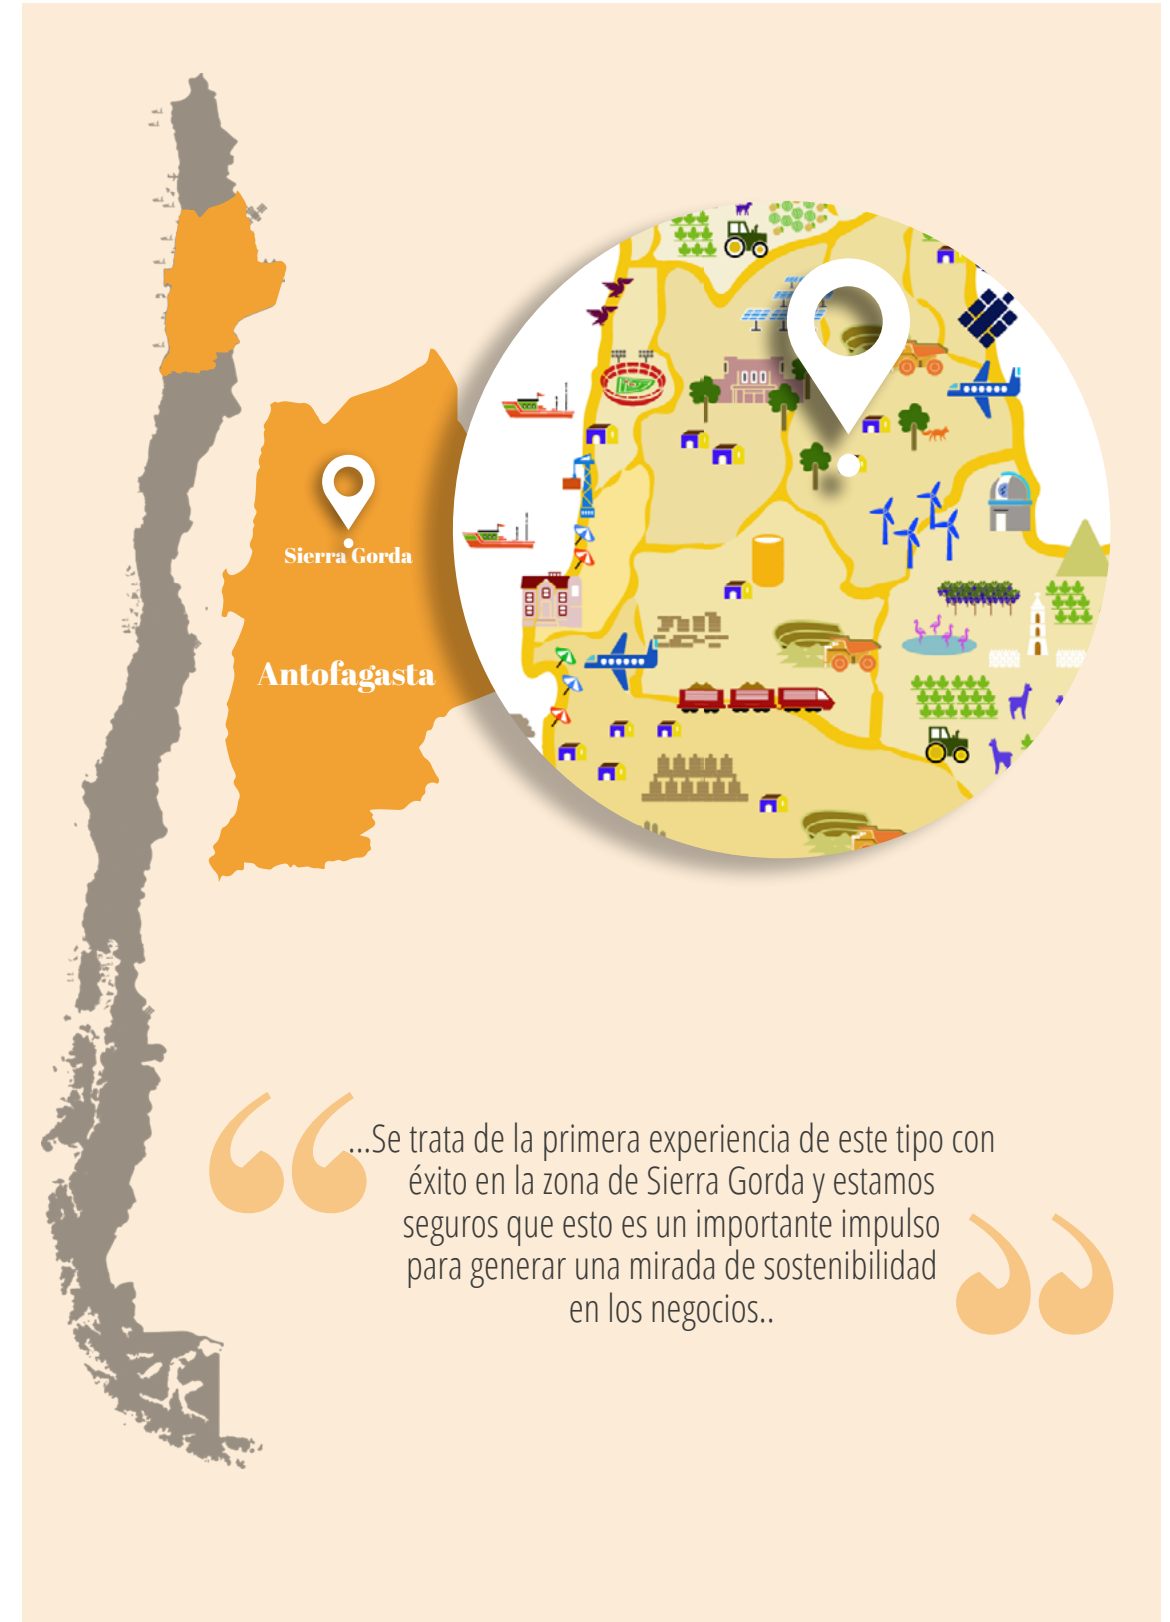 Sierra Gorda
Antofagasta
...Se trata de la primera experiencia de este tipo con
éxito en la zona de Sierra Gorda y estamos
seguros que esto es un importante impulso
para generar una mirada de sostenibilidad
en los negocios..